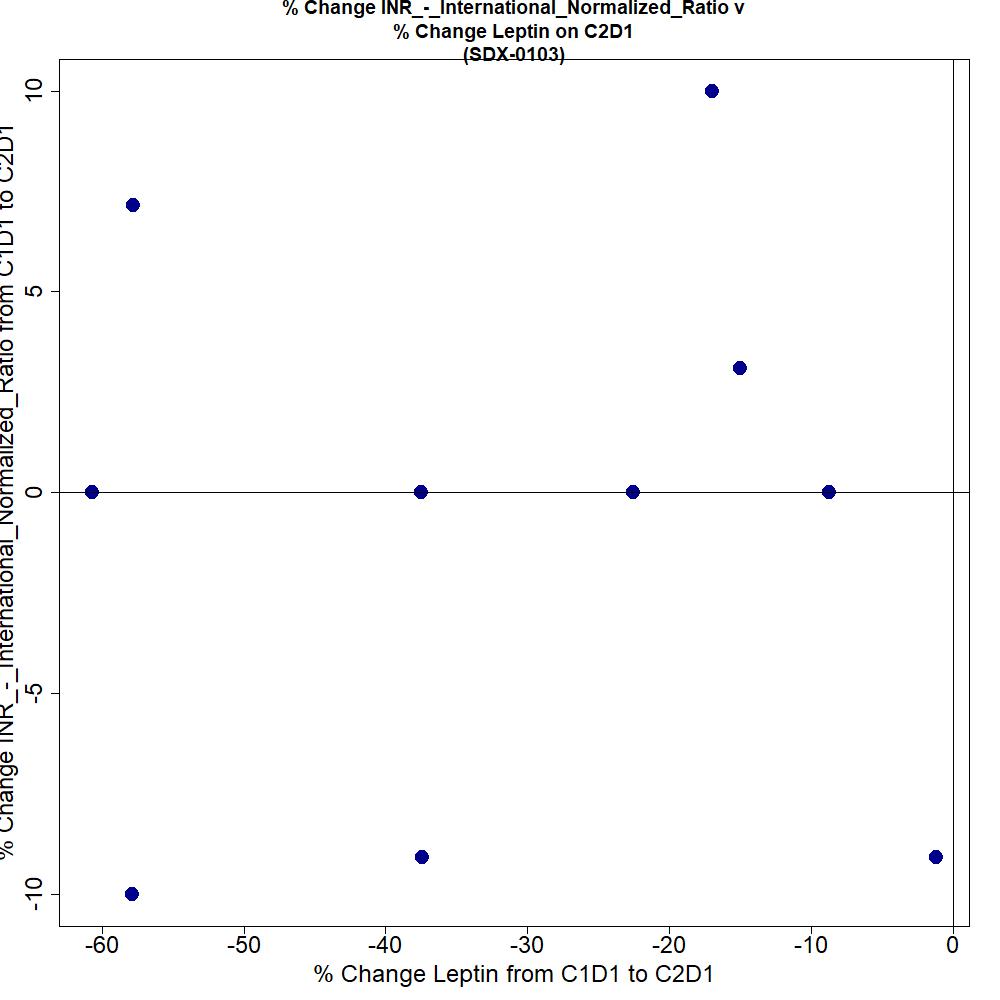 % Change INR_-_International_Normalized_Ratio v
% Change Leptin on C2D1
(SDX-0103)
% Change INR_-_International_Normalized_Ratio from C1D1 to C2D1
10
5
0
-5
-10
-60
-50
-40
-30
-20
-10
0
% Change Leptin from C1D1 to C2D1